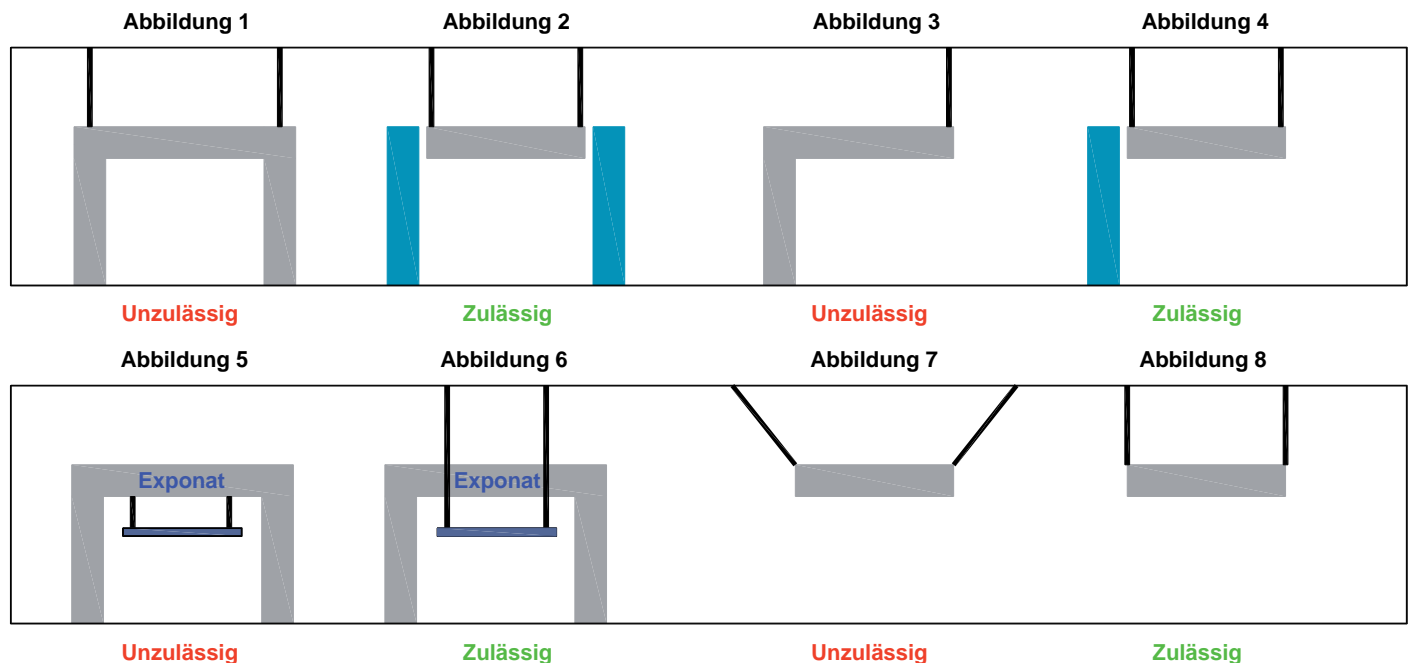 Abbildung 1 Abbildung 2 Abbildung 3 Abbildung 4
Unzulässig Zulässig Unzulässig Zulässig
Abbildung 5 Abbildung 6 Abbildung 7 Abbildung 8
Exponat Exponat
Unzulässig Zulässig Unzulässig Zulässig